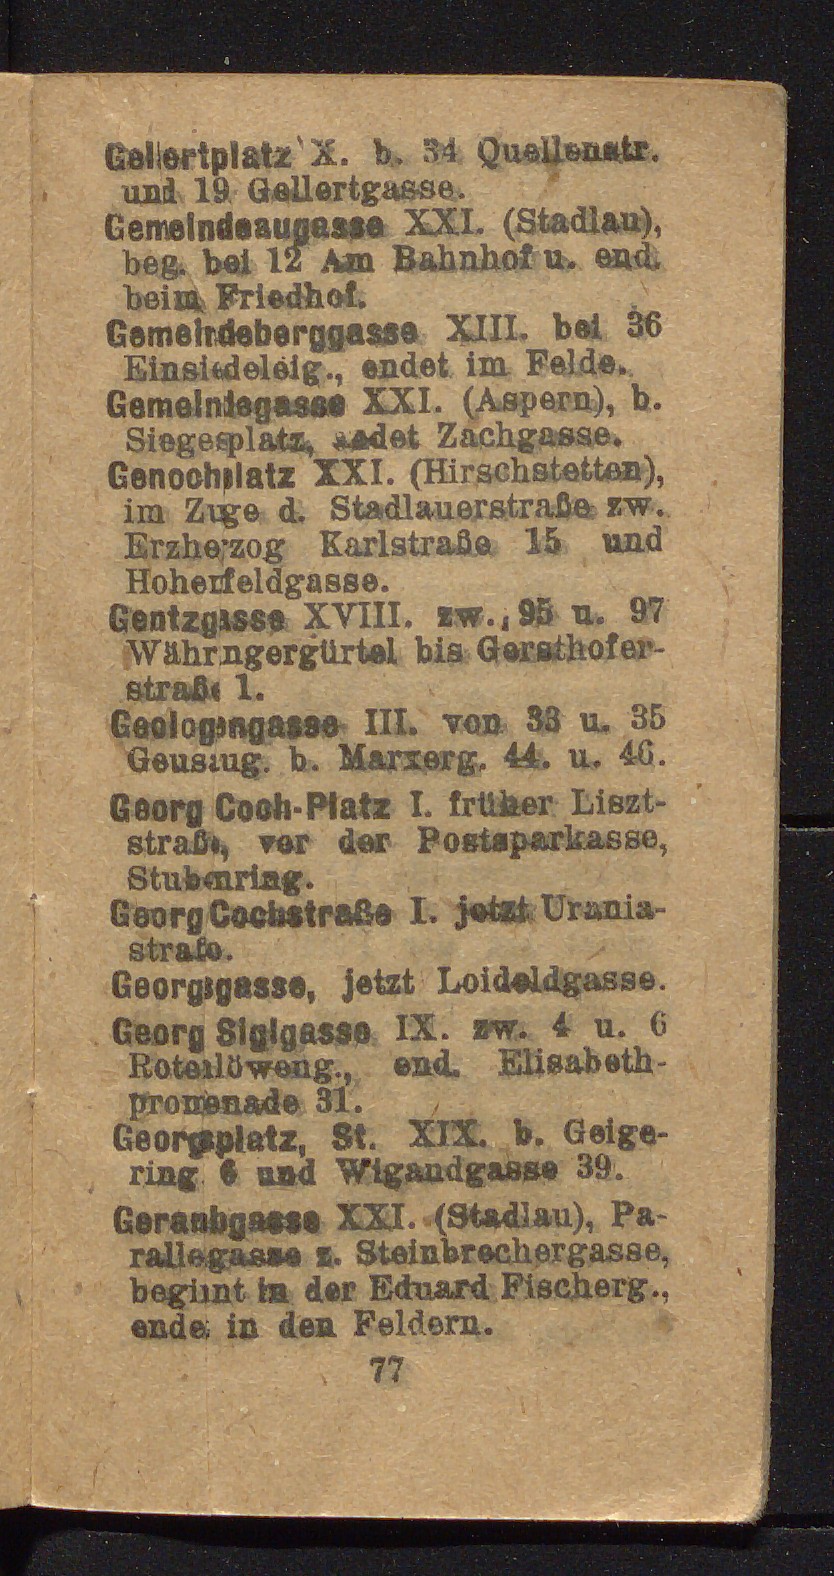 Gellertplatz X. b. 34 Quellenstr.
und 19 Gellertgasse.
Gemeindeaugasse XXI. (Stadlau),
beg. bei 12 Am Bahnhof u. end.
beim Friedhof.
Gemeindeberggasse XIII. bei 36
Einsiedeleig., endet im Felde.
Gemeindegasse XXI. (Aspern), b.
Siegesplatz, endet Zachgasse.
Genochplatz XXI. (Hirschstetten),
im Zuge d. Stadlauerstraße zw.
Erzherzog Karlstraße 15 und
Hohenfeldgasse.
Gentzgasse XVIII. zw. 95 u. 97
Währingergürtel bis Gersthofer-
straße 1.
Geologengasse III. von 33 u. 35
Geusaug. b. Marxerg. 44. u. 46.
Georg Coch-Platz I. früher Liszt-
straße, vor der Postsparkasse,
Stubenring.
Georg Cochstraße I. jetzt Urania-
straße.
Georgsgasse, jetzt Loideldgasse.
Georg Siglgasse IX. zw. 4 u. 6
Rotenlöweng., end. Elisabeth-
promenade 31.
Georgsplatz, St. XIX. b. Geige-
ring 6 und Wigandgasse 39.
Geranbgasse XXI. (Stadlau), Pa-
rallegasse z. Steinbrechergasse,
beginnt in der Eduard Fischerg.,
endet in den Feldern.
77